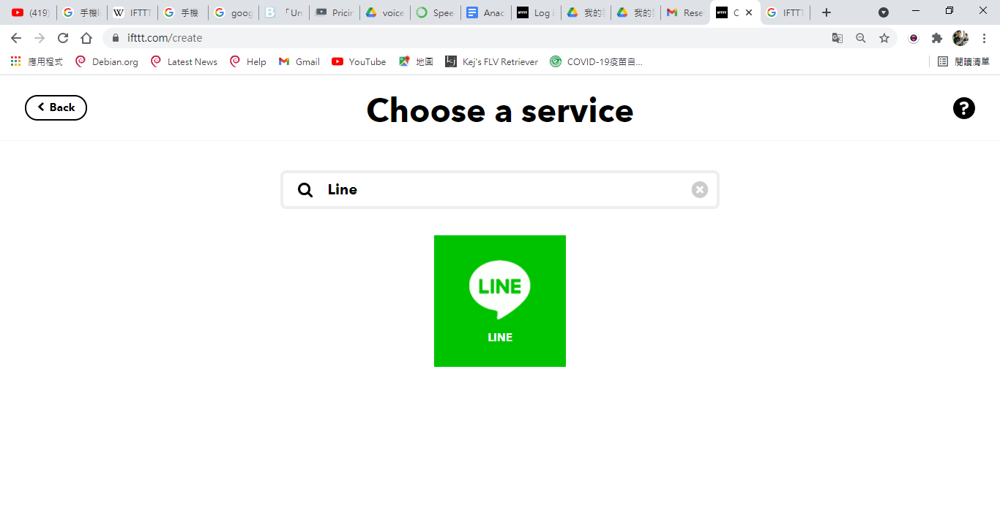 (419)
手機
IFTTT
手機
goog
「Un
Pricin
voice
Spee
Anac
Log i
我的
我的
Rese
C
IFTTT
ifttt.com/create
應用程式
Debian.org
Latest News
Help
Gmail
YouTube
地圖
Kej's FLV Retriever
COVID-19疫苗自...
閱讀清單
Back
Choose a service
?
Line
LINE
LINE